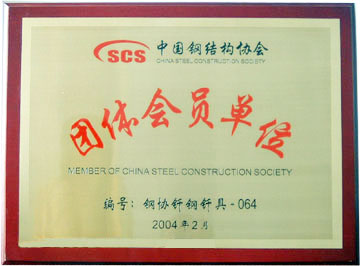 SCS 中国钢结构协会
CHINA STEEL CONSTRUCTION SOCIETY
团体会员单位
MEMBER OF CHINA STEEL CONSTRUCTION SOCIETY
编号：钢协钎钢钎具-064
2004年2月